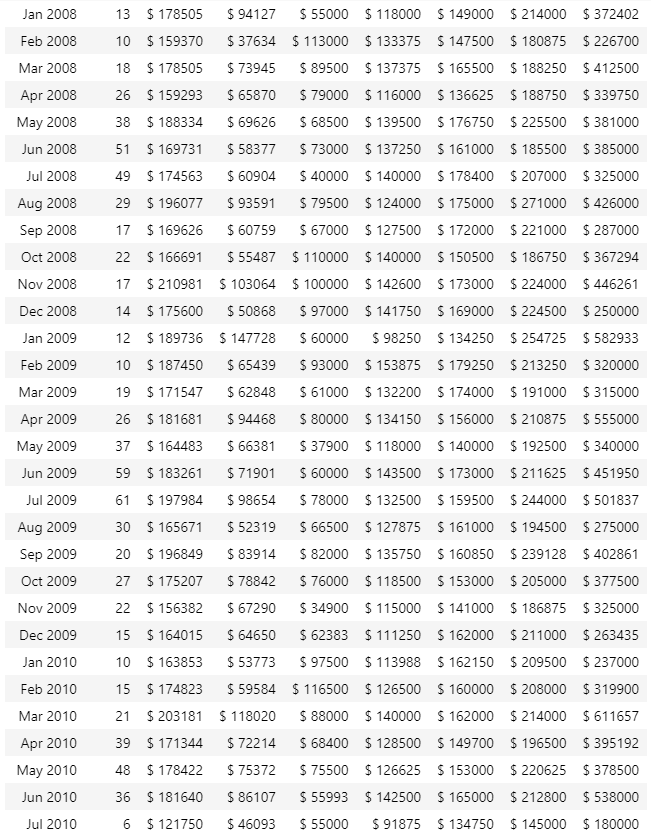 Jan 2008 13 $ 178505 $ 94127 $ 55000 $ 118000 $ 149000 $ 214000 $ 372402
Feb 2008 10 $ 159370 $ 37634 $ 113000 $ 133375 $ 147500 $ 180875 $ 226700
Mar 2008 18 $ 178505 $ 73945 $ 89500 $ 137375 $ 165500 $ 188250 $ 412500
Apr 2008 26 $ 159293 $ 65870 $ 79000 $ 116000 $ 136625 $ 188750 $ 339750
May 2008 38 $ 188334 $ 69626 $ 68500 $ 139500 $ 176750 $ 225500 $ 381000
Jun 2008 51 $ 169731 $ 58377 $ 73000 $ 137250 $ 161000 $ 185500 $ 385000
Jul 2008 49 $ 174563 $ 60904 $ 40000 $ 140000 $ 178400 $ 207000 $ 325000
Aug 2008 29 $ 196077 $ 93591 $ 79500 $ 124000 $ 175000 $ 271000 $ 426000
Sep 2008 17 $ 169626 $ 60759 $ 67000 $ 127500 $ 172000 $ 221000 $ 287000
Oct 2008 22 $ 166691 $ 55487 $ 110000 $ 140000 $ 150500 $ 186750 $ 367294
Nov 2008 17 $ 210981 $ 103064 $ 100000 $ 142600 $ 173000 $ 224000 $ 446261
Dec 2008 14 $ 175600 $ 50868 $ 97000 $ 141750 $ 169000 $ 224500 $ 250000
Jan 2009 12 $ 189736 $ 147728 $ 60000 $ 98250 $ 134250 $ 254725 $ 582933
Feb 2009 10 $ 187450 $ 65439 $ 93000 $ 153875 $ 179250 $ 213250 $ 320000
Mar 2009 19 $ 171547 $ 62848 $ 61000 $ 132200 $ 174000 $ 191000 $ 315000
Apr 2009 26 $ 181681 $ 94468 $ 80000 $ 134150 $ 156000 $ 210875 $ 555000
May 2009 37 $ 164483 $ 66381 $ 37900 $ 118000 $ 140000 $ 192500 $ 340000
Jun 2009 59 $ 183261 $ 71901 $ 60000 $ 143500 $ 173000 $ 211625 $ 451950
Jul 2009 61 $ 197984 $ 98654 $ 78000 $ 132500 $ 159500 $ 244000 $ 501837
Aug 2009 30 $ 165671 $ 52319 $ 66500 $ 127875 $ 161000 $ 194500 $ 275000
Sep 2009 20 $ 196849 $ 83914 $ 82000 $ 135750 $ 160850 $ 239128 $ 402861
Oct 2009 27 $ 175207 $ 78842 $ 76000 $ 118500 $ 153000 $ 205000 $ 377500
Nov 2009 22 $ 156382 $ 67290 $ 34900 $ 115000 $ 141000 $ 186875 $ 325000
Dec 2009 15 $ 164015 $ 64650 $ 62383 $ 111250 $ 162000 $ 211000 $ 263435
Jan 2010 10 $ 163853 $ 53773 $ 97500 $ 113988 $ 162150 $ 209500 $ 237000
Feb 2010 15 $ 174823 $ 59584 $ 116500 $ 126500 $ 160000 $ 208000 $ 319900
Mar 2010 21 $ 203181 $ 118020 $ 88000 $ 140000 $ 162000 $ 214000 $ 611657
Apr 2010 39 $ 171344 $ 72214 $ 68400 $ 128500 $ 149700 $ 196500 $ 395192
May 2010 48 $ 178422 $ 75372 $ 75500 $ 126625 $ 153000 $ 220625 $ 378500
Jun 2010 36 $ 181640 $ 86107 $ 55993 $ 142500 $ 165000 $ 212800 $ 538000
Jul 2010 6 $ 121750 $ 46093 $ 55000 $ 91875 $ 134750 $ 145000 $ 180000